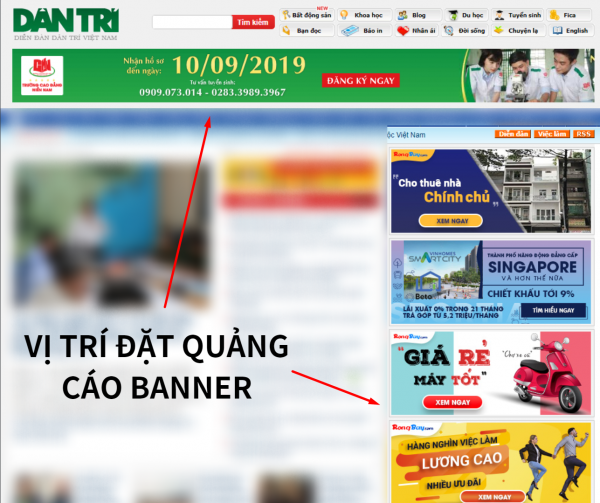 DÂN TRÍ
DIỄN ĐÀN DÂN TRÍ VIỆT NAM
Tìm kiếm
NEW
Bất động sản
Khoa học
Blog
Du học
Tuyển sinh
Fica
Bạn đọc
Báo in
Nhân ái
Đời sống
Chuyện lạ
English
TRƯỜNG CAO ĐẲNG
MIỀN NAM
Nhận hồ sơ
đến ngày:
10/09/2019
Tư vấn tuyển sinh:
0909.073.014 - 0283.3989.3967
ĐĂNG KÝ NGAY
ộc Việt Nam
Diễn đàn
Việc làm
RSS
RongBay.com
"Cho thuê nhà
Chính chủ"
XEM NGAY
VINHOMES
SMART CITY
THÀNH PHỐ NĂNG ĐỘNG ĐẲNG CẤP
SINGAPORE
VÀ HƠN THẾ NỮA
Boto
CHIẾT KHẤU TỚI 9%
LÃI XUẤT 0% TRONG 21 THÁNG
TRẢ GÓP TỪ 5.2 TRIỆU/THÁNG
TÌM HIỂU NGAY
VỊ TRÍ ĐẶT QUẢNG
CÁO BANNER
RongBay.com
"GIÁ RẺ
MÁY TỐT"
"Chợ xe cũ"
XEM NGAY
RongBay.com
HÀNG NGHÌN VIỆC LÀM
LƯƠNG CAO
NHIỀU ƯU ĐÃI
XEM NGAY